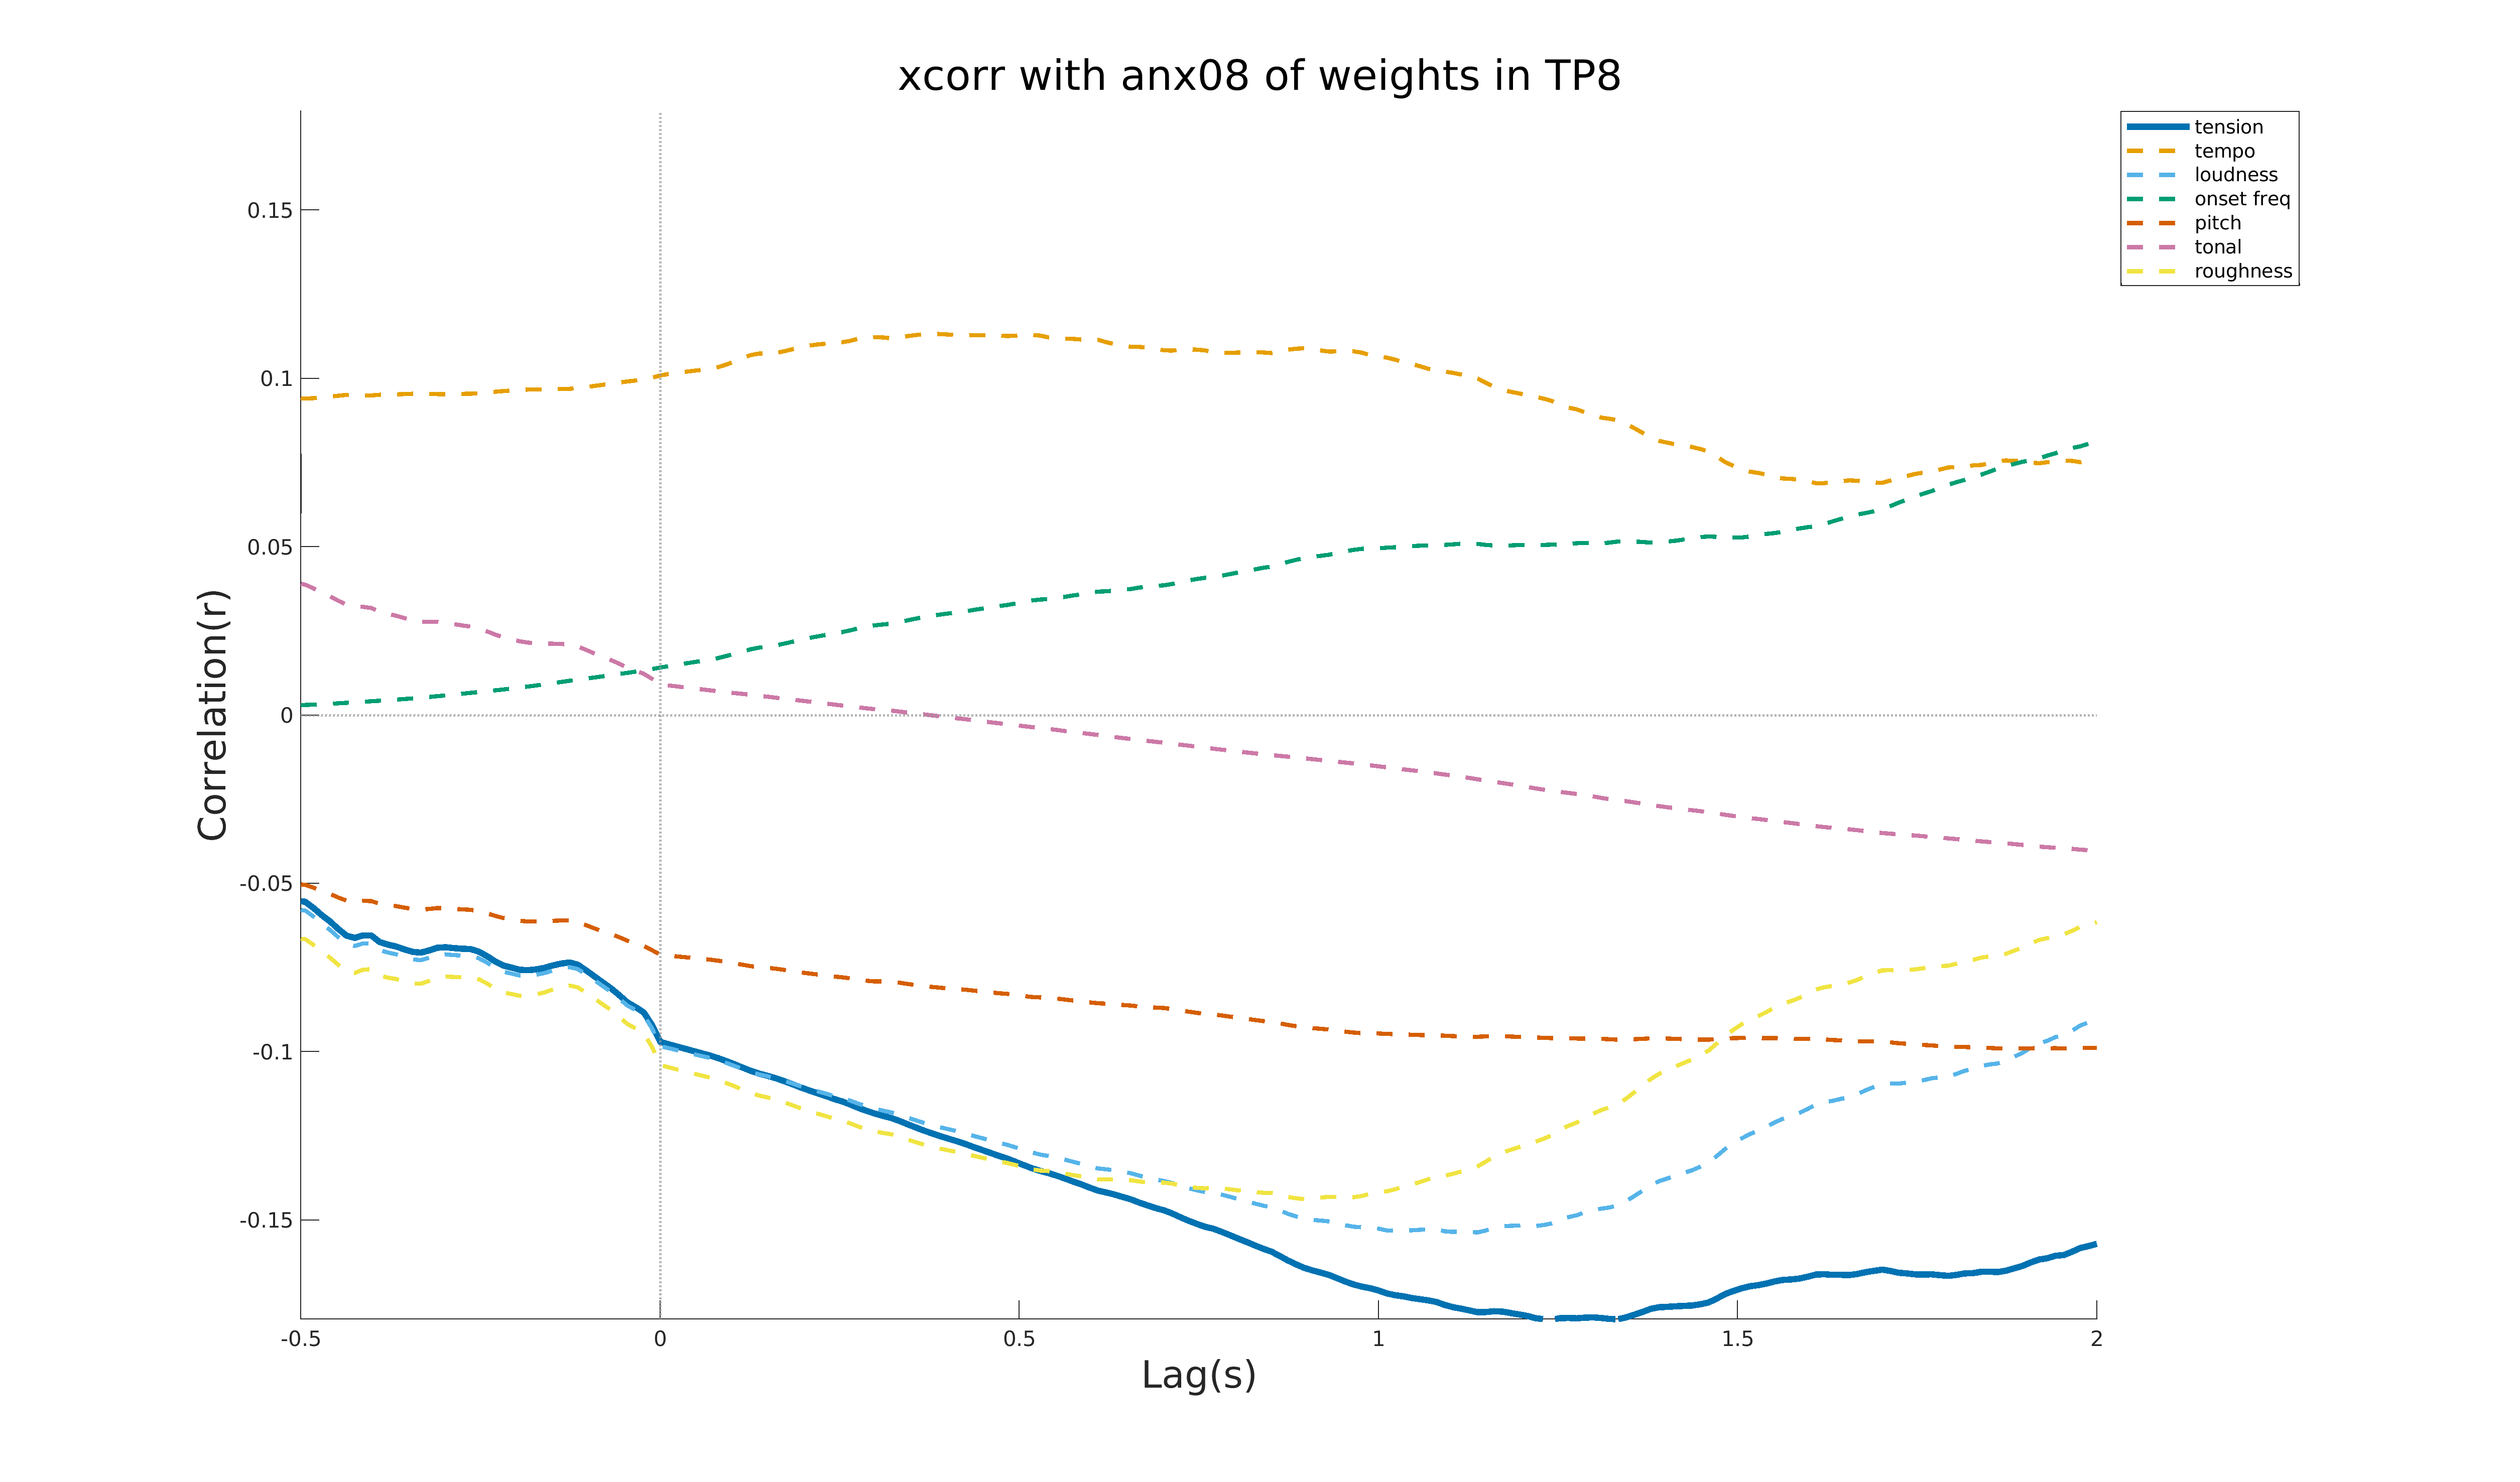 xcorr with anx08 of weights in TP8
tension
tempo
loudness
onset freq
pitch
tonal
roughness
0.15
0.1
0.05
0
-0.05
-0.1
-0.15
Correlation(r)
-0.5
0
0.5
1
1.5
2
Lag(s)